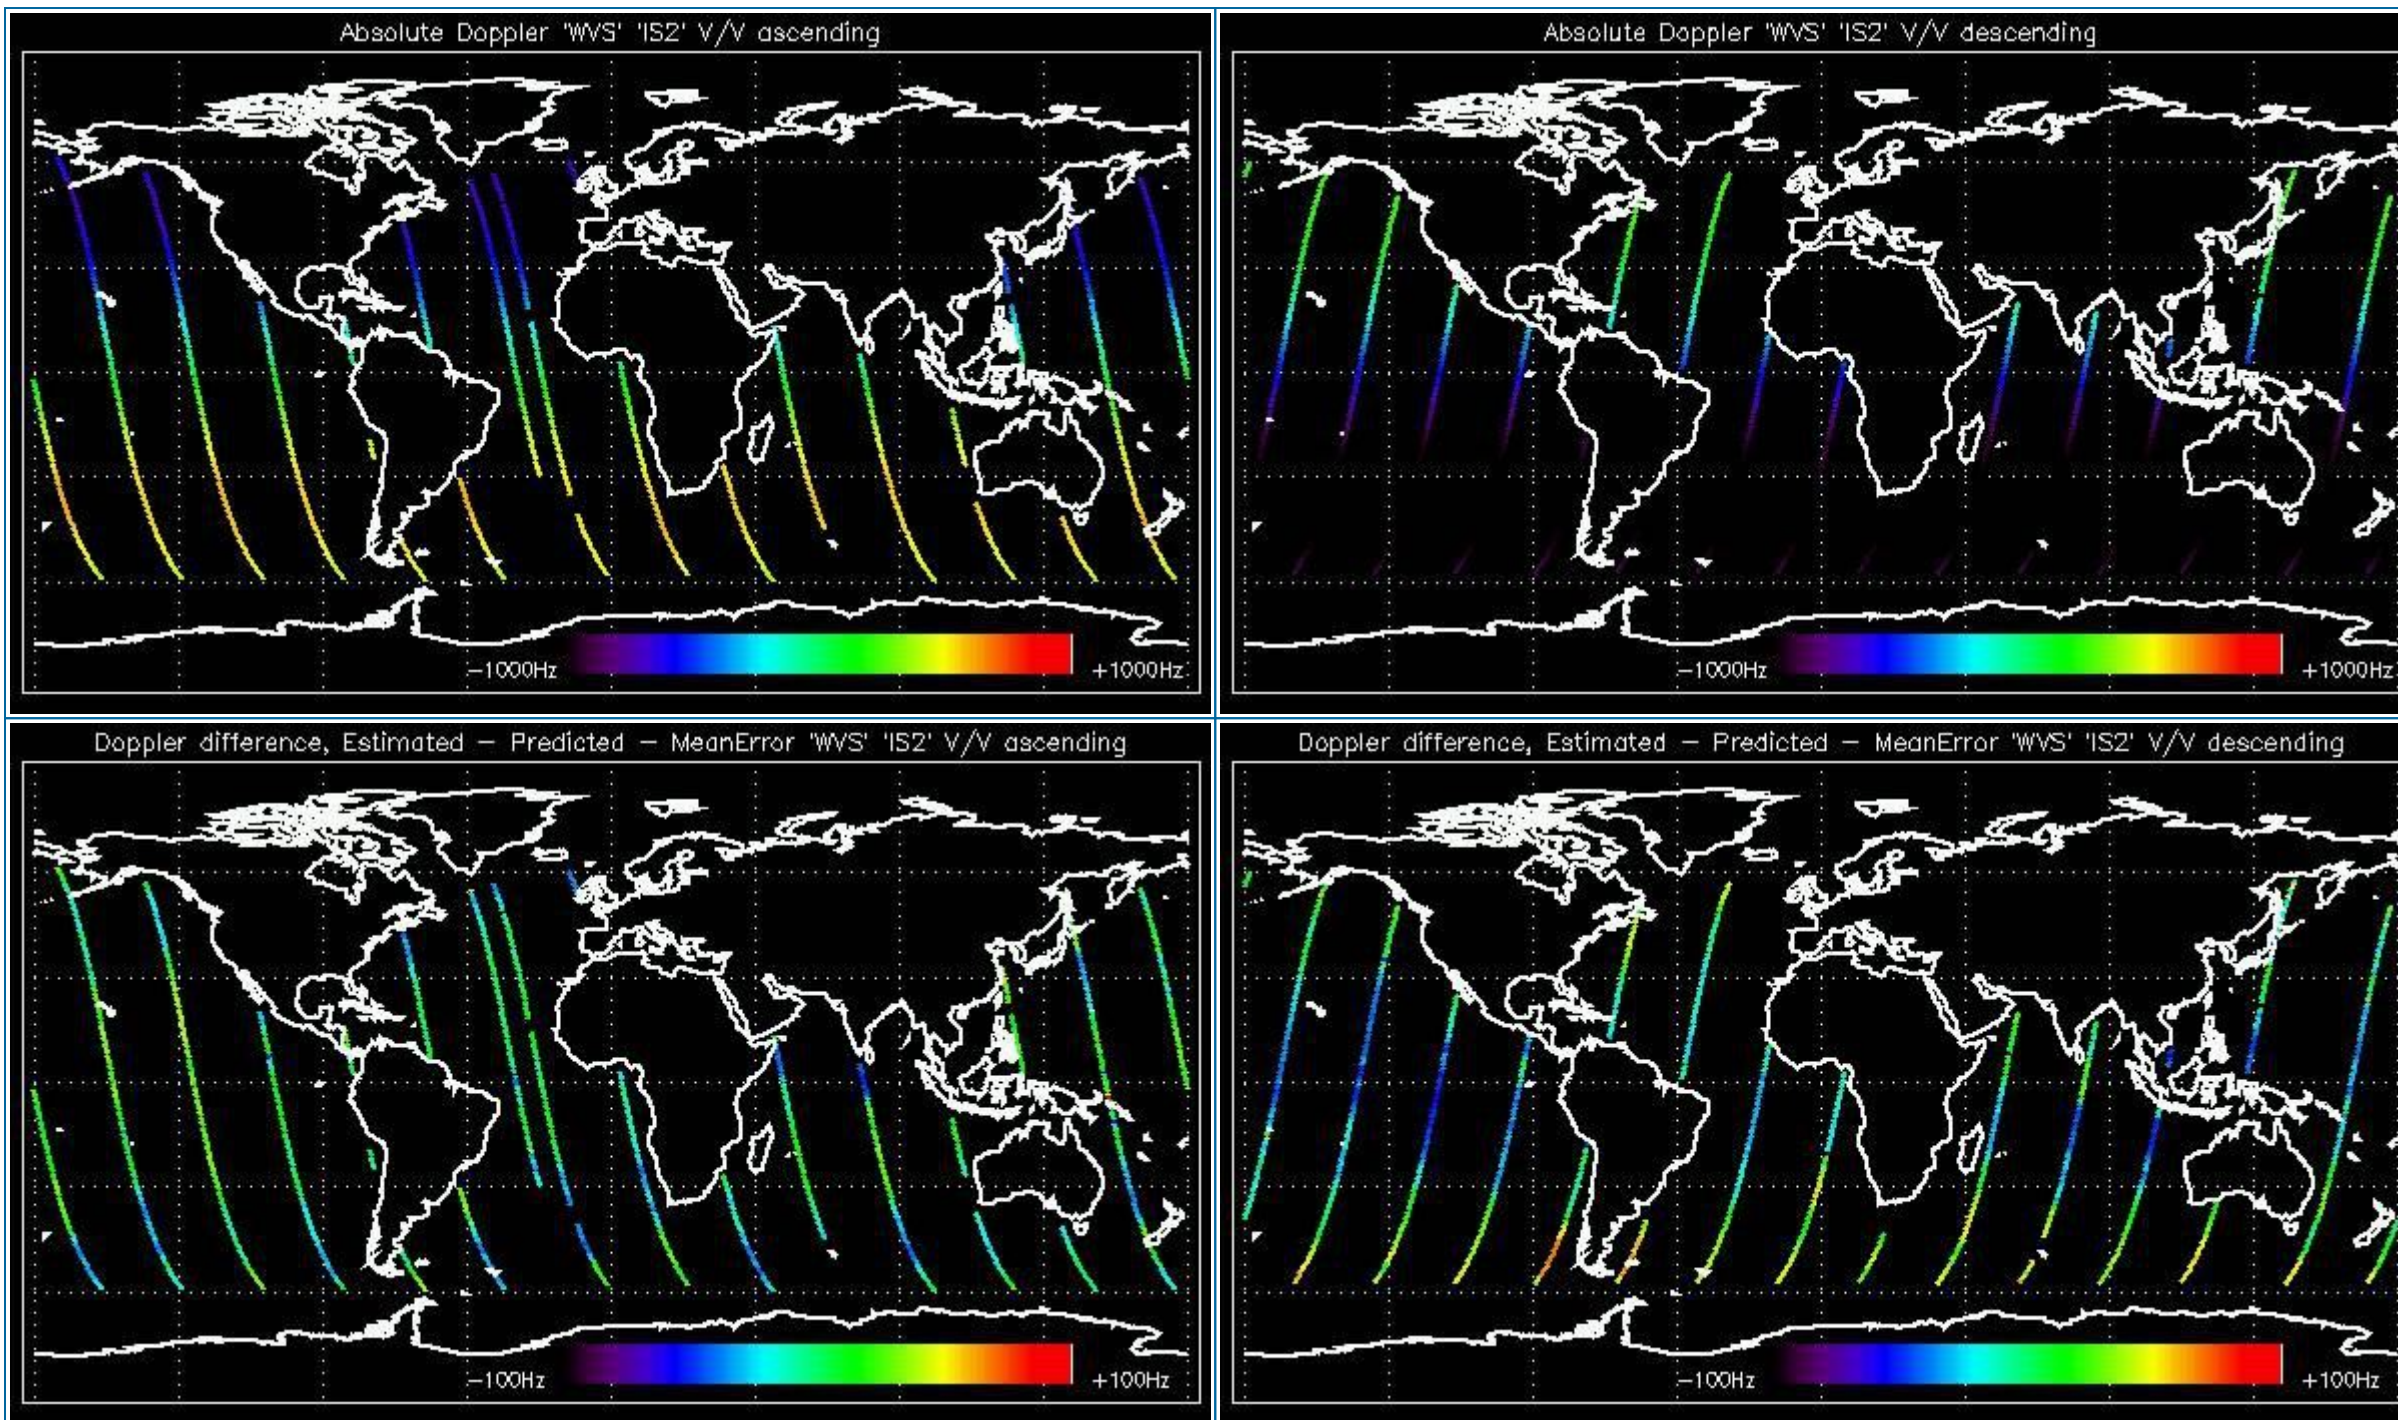 Absolute Doppler 'WVS' 'IS2' V/V ascending
-1000Hz
+1000Hz
Absolute Doppler 'WVS' 'IS2' V/V descending
-1000Hz
+1000Hz
Doppler difference, Estimated - Predicted - MeanError 'WVS' 'IS2' V/V ascending
-100Hz
+100Hz
Doppler difference, Estimated - Predicted - MeanError 'WVS' 'IS2' V/V descending
-100Hz
+100Hz